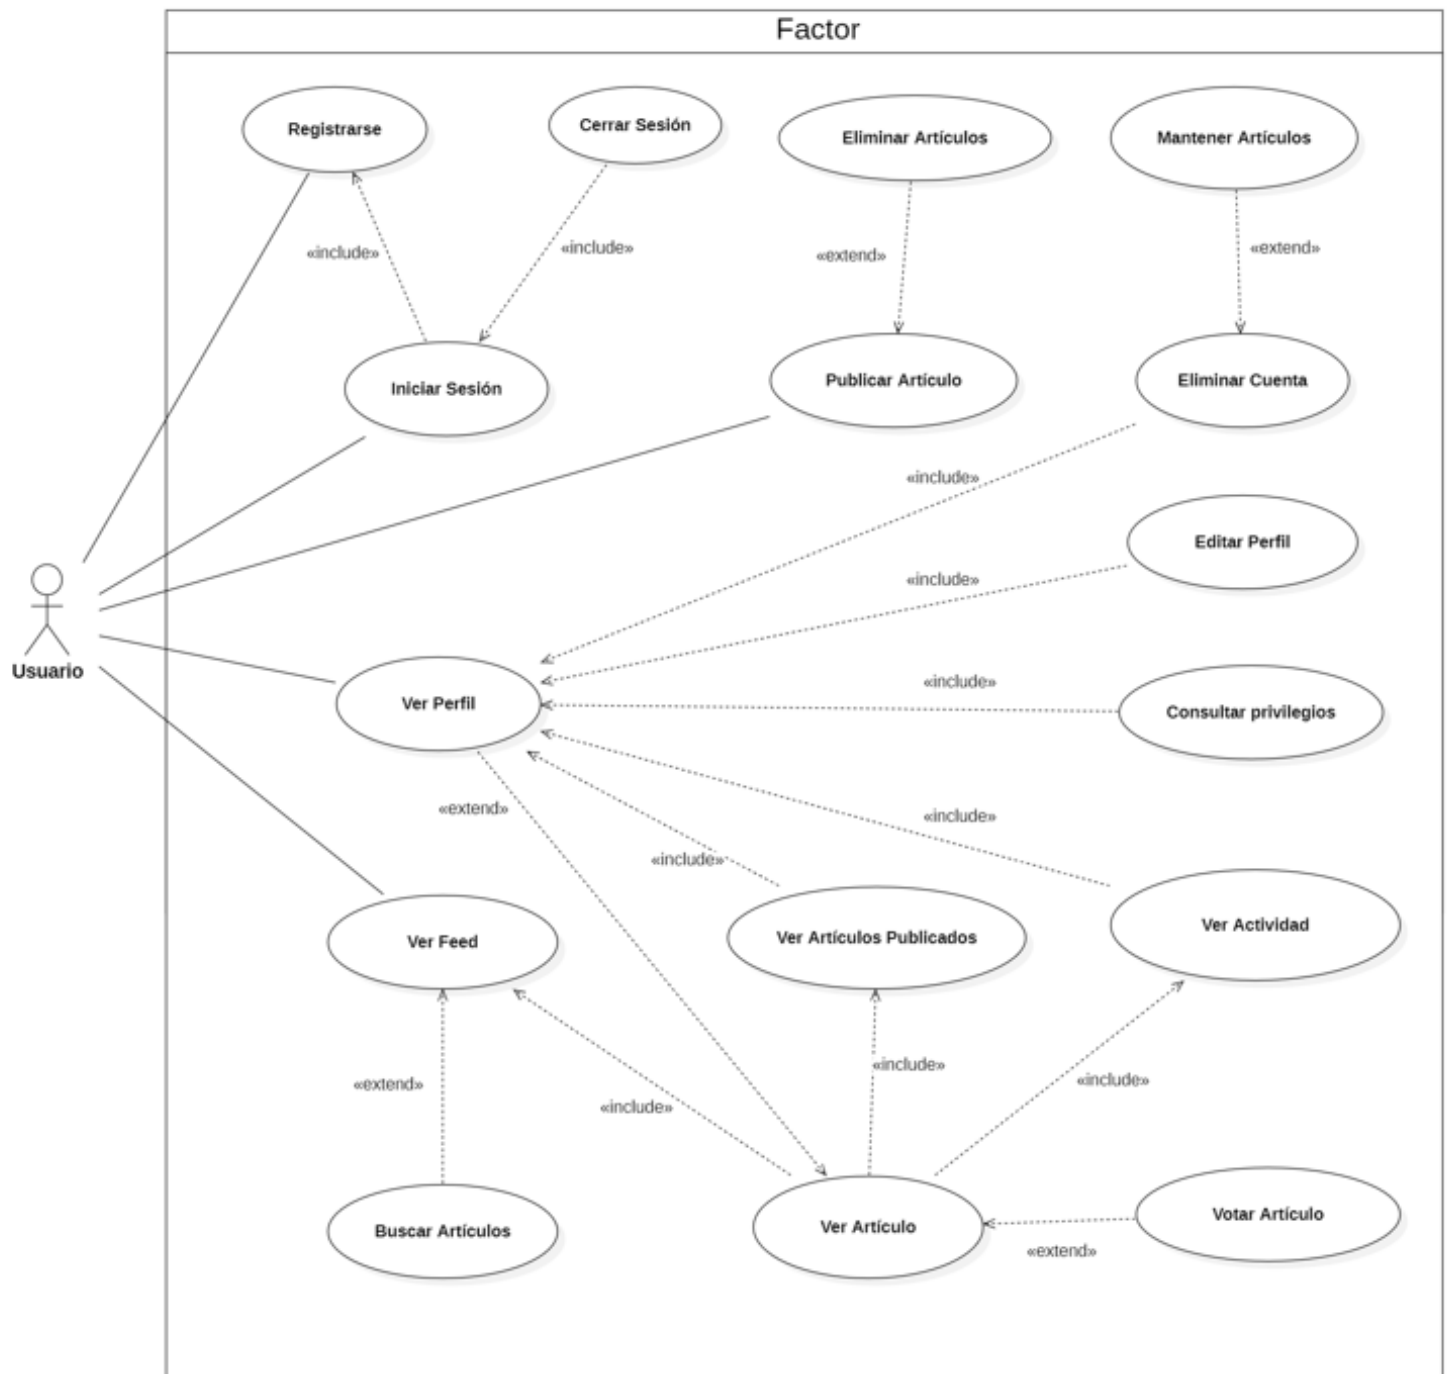 Factor
Registrarse
Cerrar Sesión
Eliminar Artículos
Mantener Artículos
«include»
«include»
«extend»
«extend»
Iniciar Sesión
Publicar Artículo
Eliminar Cuenta
«include»
Editar Perfil
«include»
Usuario
Ver Perfil
«include»
Consultar privilegios
«extend»
«include»
«include»
Ver Feed
Ver Artículos Publicados
Ver Actividad
«extend»
«include»
«include»
«include»
Buscar Artículos
Ver Artículo
Votar Artículo
«extend»